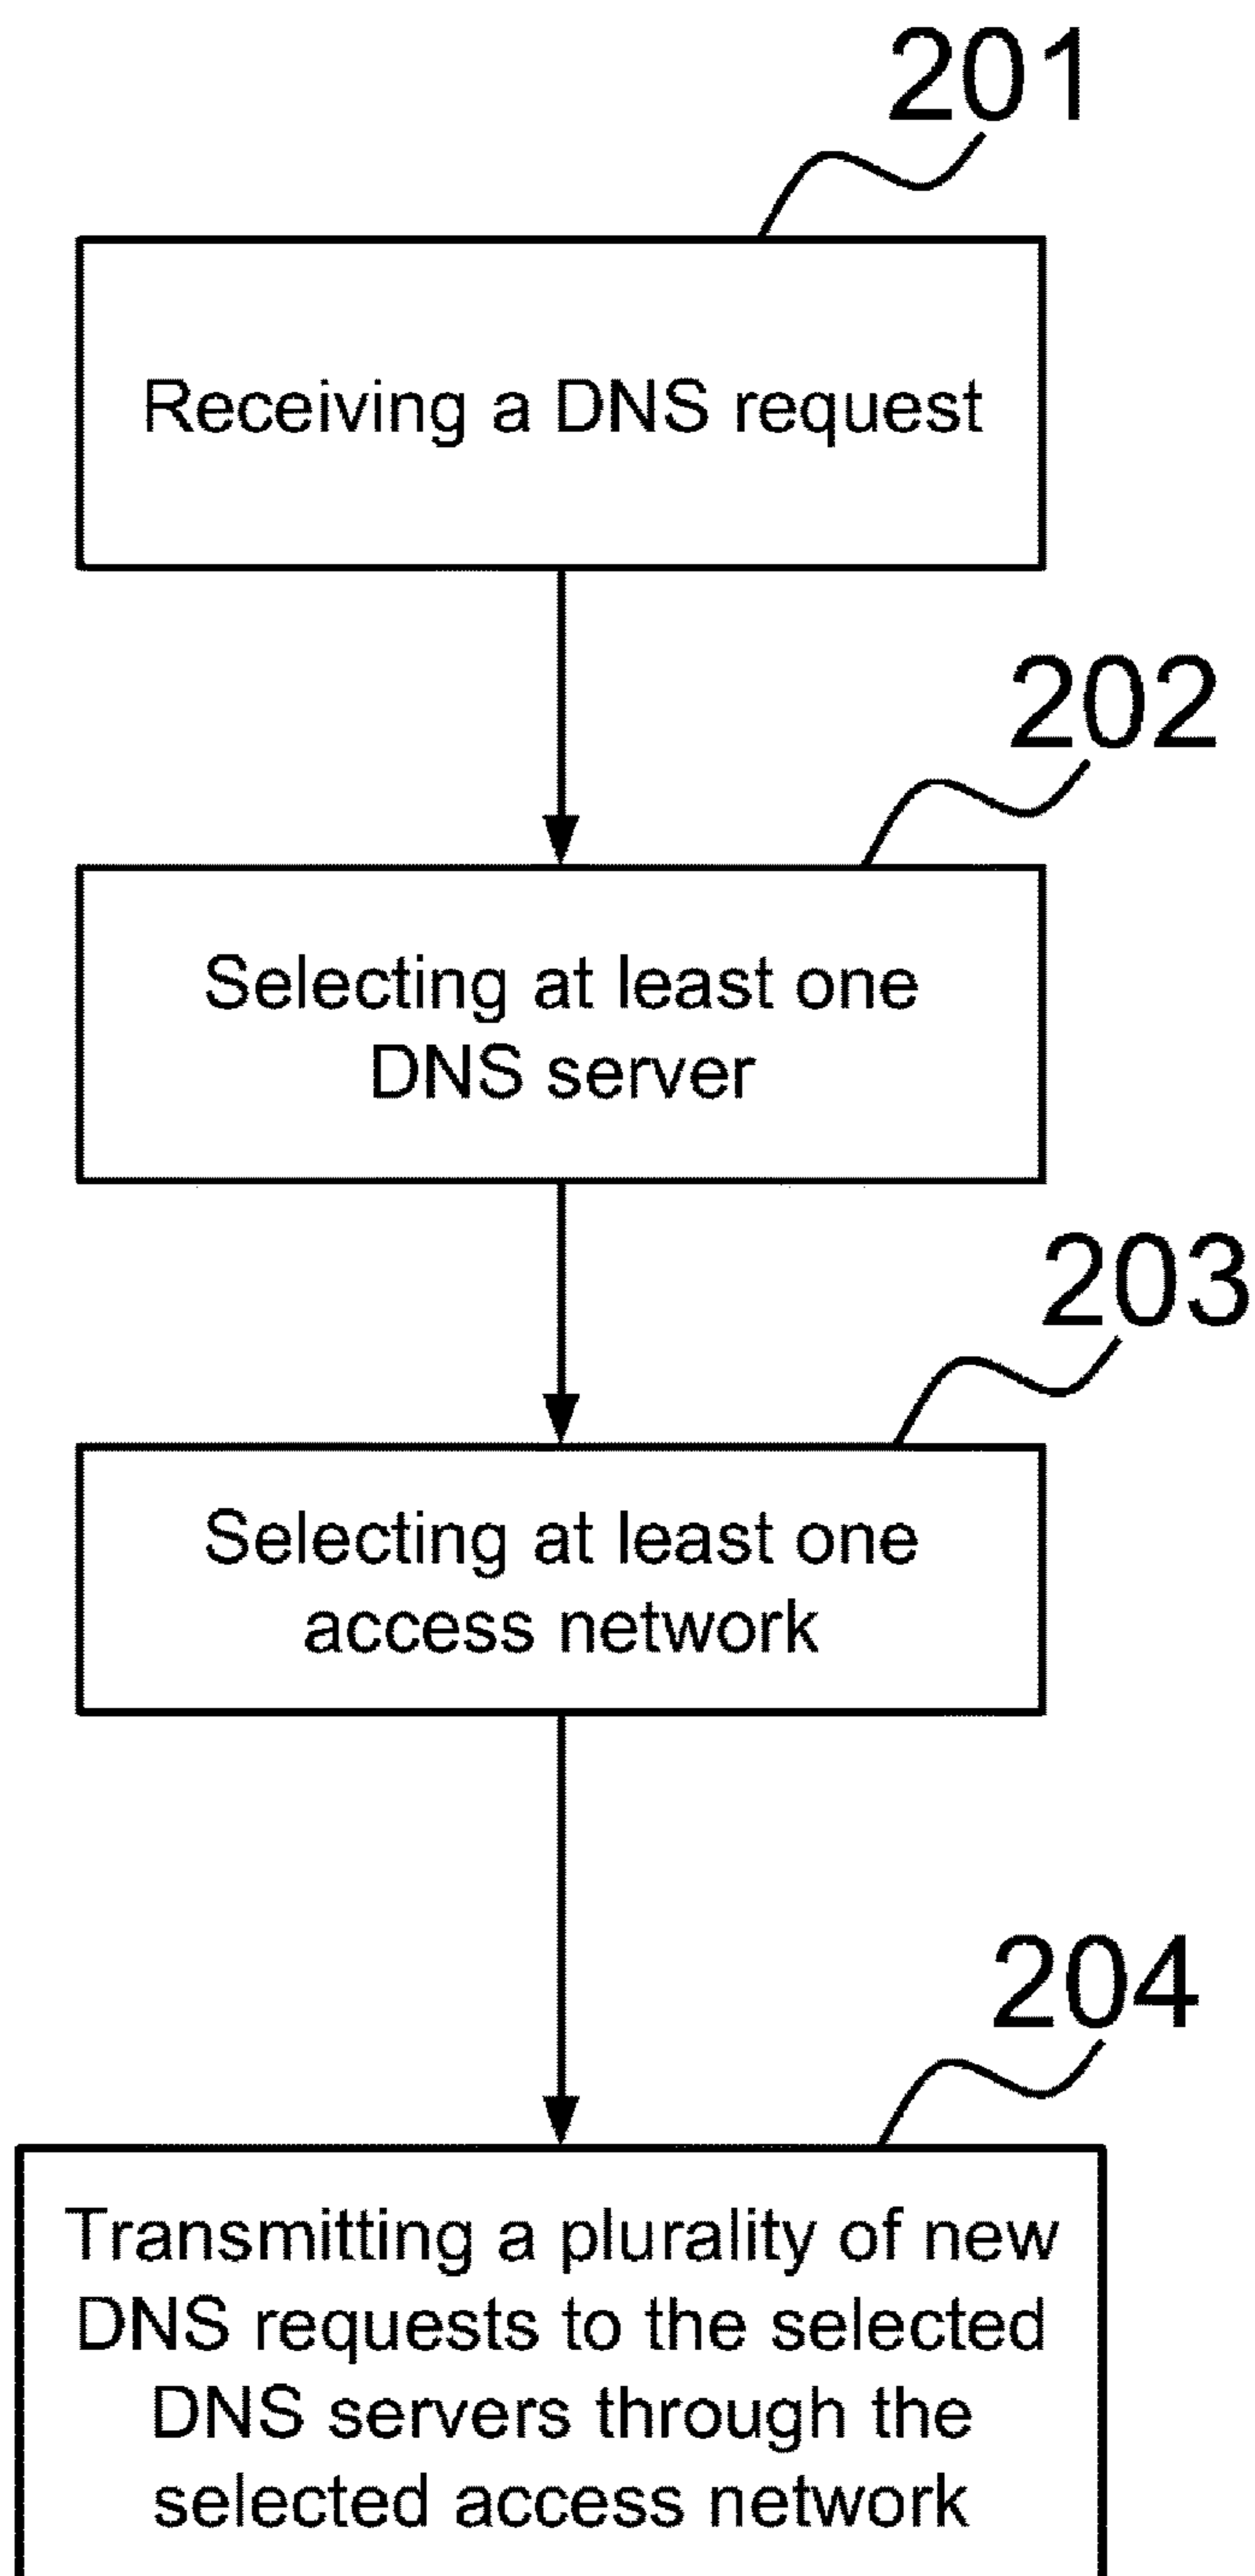 201
Receiving a DNS request
202
Selecting at least one
DNS server
203
Selecting at least one
access network
204
Transmitting a plurality of new
DNS requests to the selected
DNS servers through the
selected access network